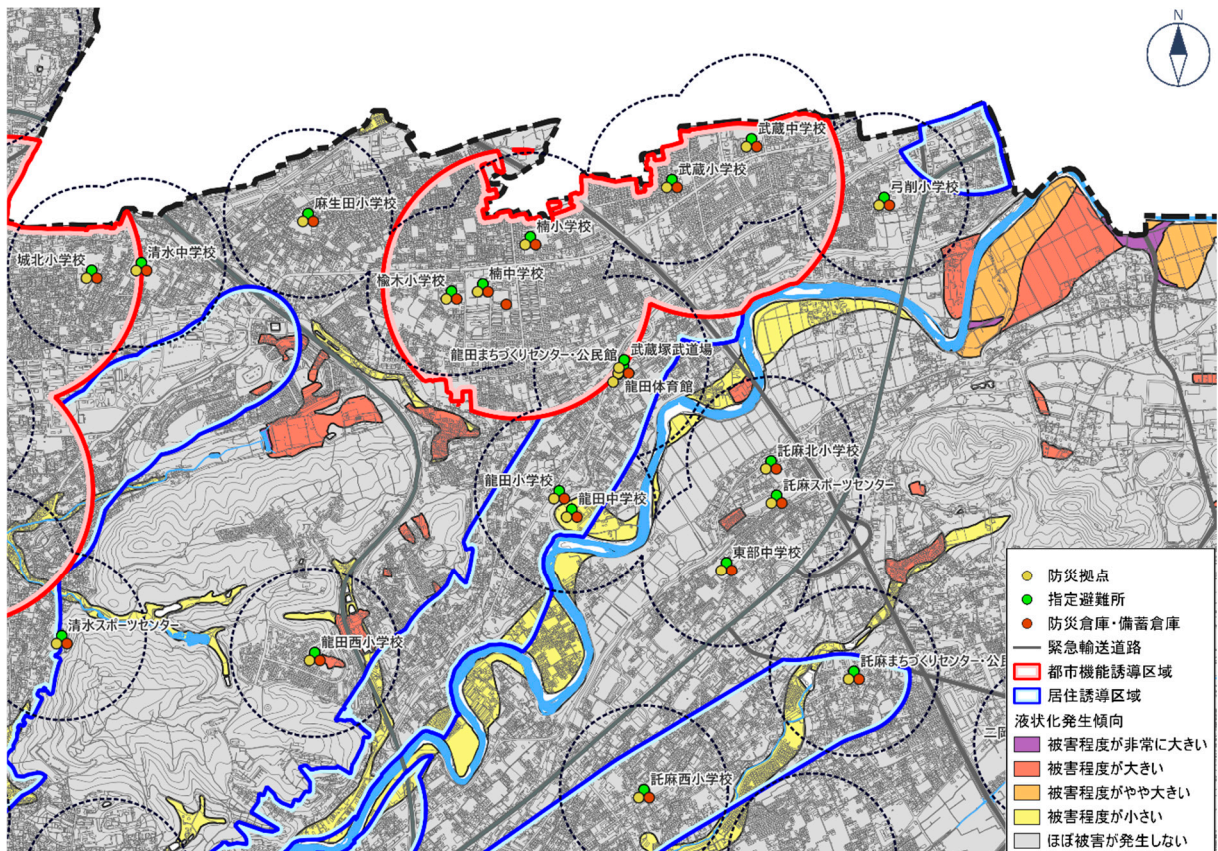 N
武蔵中学校
武蔵小学校
弓削小学校
麻生田小学校
楠小学校
城北小学校
清水中学校
楡木小学校
楠中学校
龍田まちづくりセンター・公民館
武蔵塚武道場
龍田体育館
託麻北小学校
龍田小学校
託麻スポーツセンター
龍田中学校
東部中学校
清水スポーツセンター
龍田西小学校
託麻まちづくりセンター・公民
託麻西小学校
二岡
防災拠点
指定避難所
防災倉庫・備蓄倉庫
緊急輸送道路
都市機能誘導区域
居住誘導区域
液状化発生傾向
被害程度が非常に大きい
被害程度が大きい
被害程度がやや大きい
被害程度が小さい
ほぼ被害が発生しない